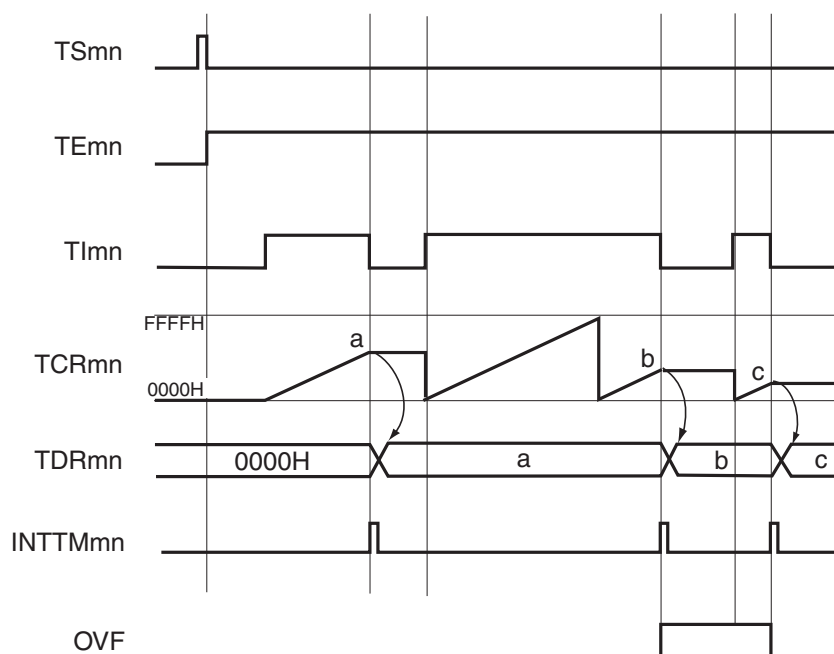 TSmn
TEmn
TImn
FFFFH
TCRmn
0000H
a
b
c
TDRmn
0000H
a
b
c
INTTMmn
OVF